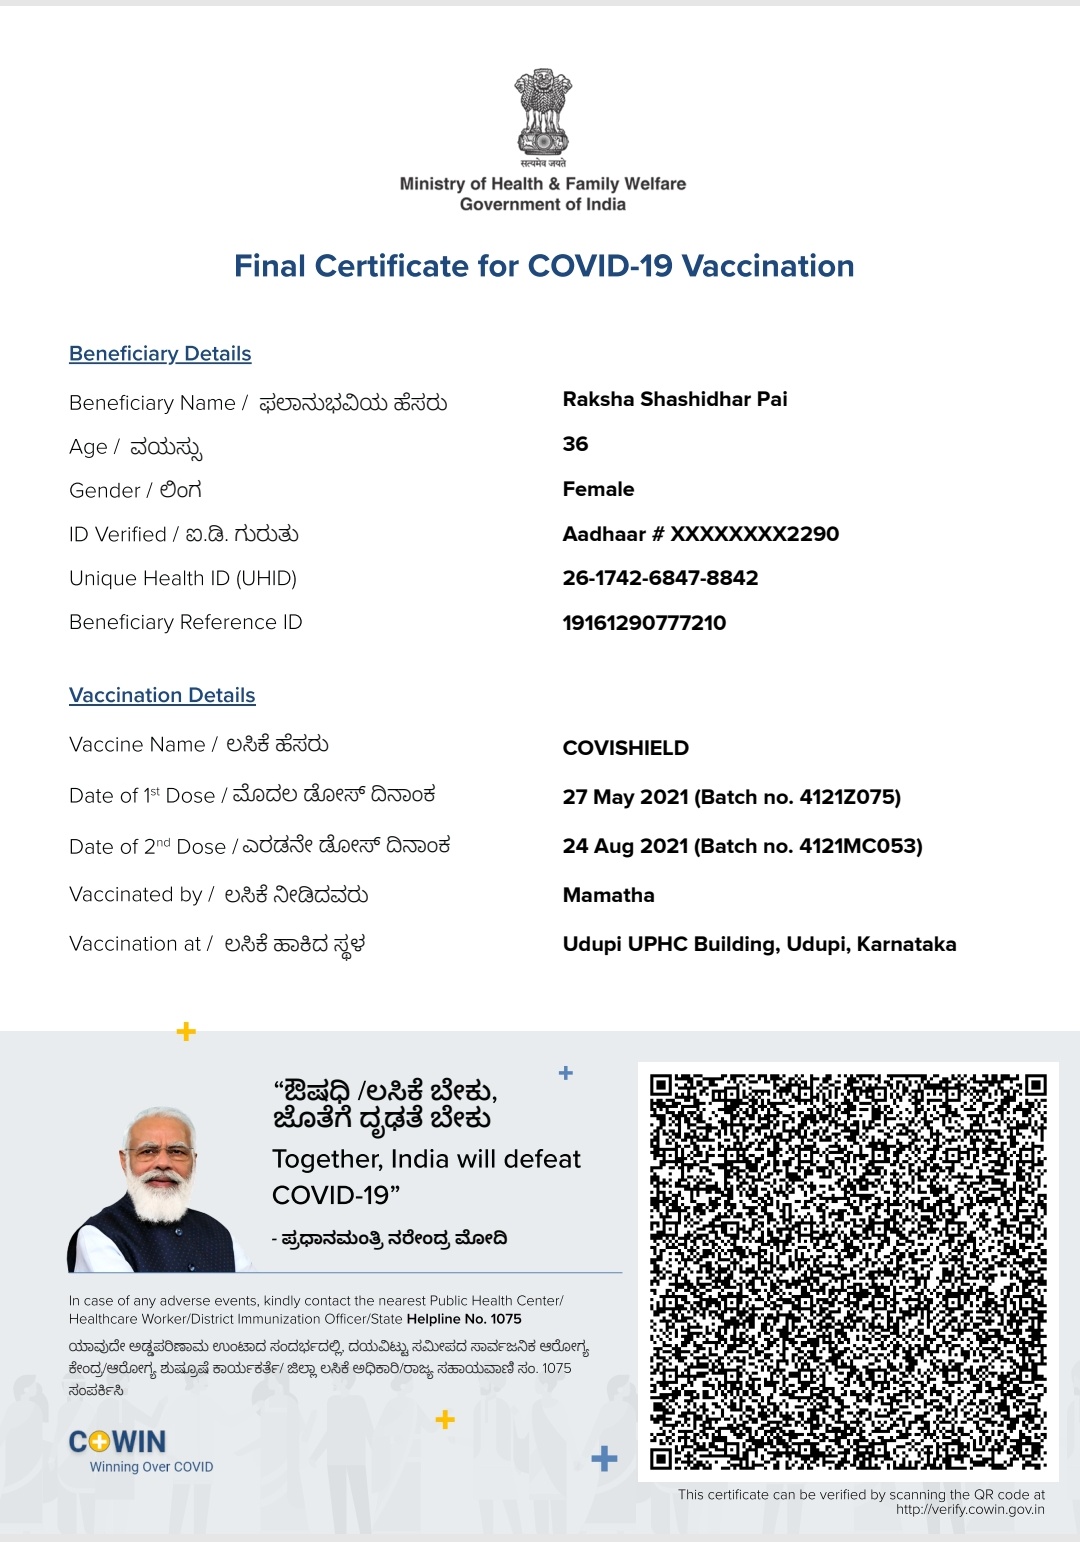 सत्यमेव जयते
Ministry of Health & Family Welfare
Government of India
Final Certificate for COVID-19 Vaccination
Beneficiary Details
Beneficiary Name / ಫಲಾನುಭವಿಯ ಹೆಸರು Raksha Shashidhar Pai
Age / ವಯಸ್ಸು 36
Gender / ಲಿಂಗ Female
ID Verified / ಐ.ಡಿ. ಗುರುತು Aadhaar # XXXXXXXX2290
Unique Health ID (UHID) 26-1742-6847-8842
Beneficiary Reference ID 19161290777210
Vaccination Details
Vaccine Name / ಲಸಿಕೆ ಹೆಸರು COVISHIELD
Date of 1st Dose / ಮೊದಲ ಡೋಸ್ ದಿನಾಂಕ 27 May 2021 (Batch no. 4121Z075)
Date of 2nd Dose / ಎರಡನೇ ಡೋಸ್ ದಿನಾಂಕ 24 Aug 2021 (Batch no. 4121MC053)
Vaccinated by / ಲಸಿಕೆ ನೀಡಿದವರು Mamatha
Vaccination at / ಲಸಿಕೆ ಹಾಕಿದ ಸ್ಥಳ Udupi UPHC Building, Udupi, Karnataka
“ಔಷಧಿ /ಲಸಿಕೆ ಬೇಕು,
ಜೊತೆಗೆ ದೃಢತೆ ಬೇಕು
Together, India will defeat
COVID-19”
- ಪ್ರಧಾನಮಂತ್ರಿ ನರೇಂದ್ರ ಮೋದಿ
In case of any adverse events, kindly contact the nearest Public Health Center/
Healthcare Worker/District Immunization Officer/State Helpline No. 1075
ಯಾವುದೇ ಅಡ್ಡಪರಿಣಾಮ ಉಂಟಾದ ಸಂದರ್ಭದಲ್ಲಿ, ದಯವಿಟ್ಟು ಸಮೀಪದ ಸಾರ್ವಜನಿಕ ಆರೋಗ್ಯ
ಕೇಂದ್ರ/ಆರೋಗ್ಯ ಶುಷ್ರೂಷೆ ಕಾರ್ಯಕರ್ತೆ/ ಜಿಲ್ಲಾ ಲಸಿಕೆ ಅಧಿಕಾರಿ/ರಾಜ್ಯ ಸಹಾಯವಾಣಿ ಸಂ. 1075
ಸಂಪರ್ಕಿಸಿ
COWIN
Winning Over COVID
This certificate can be verified by scanning the QR code at
http://verify.cowin.gov.in